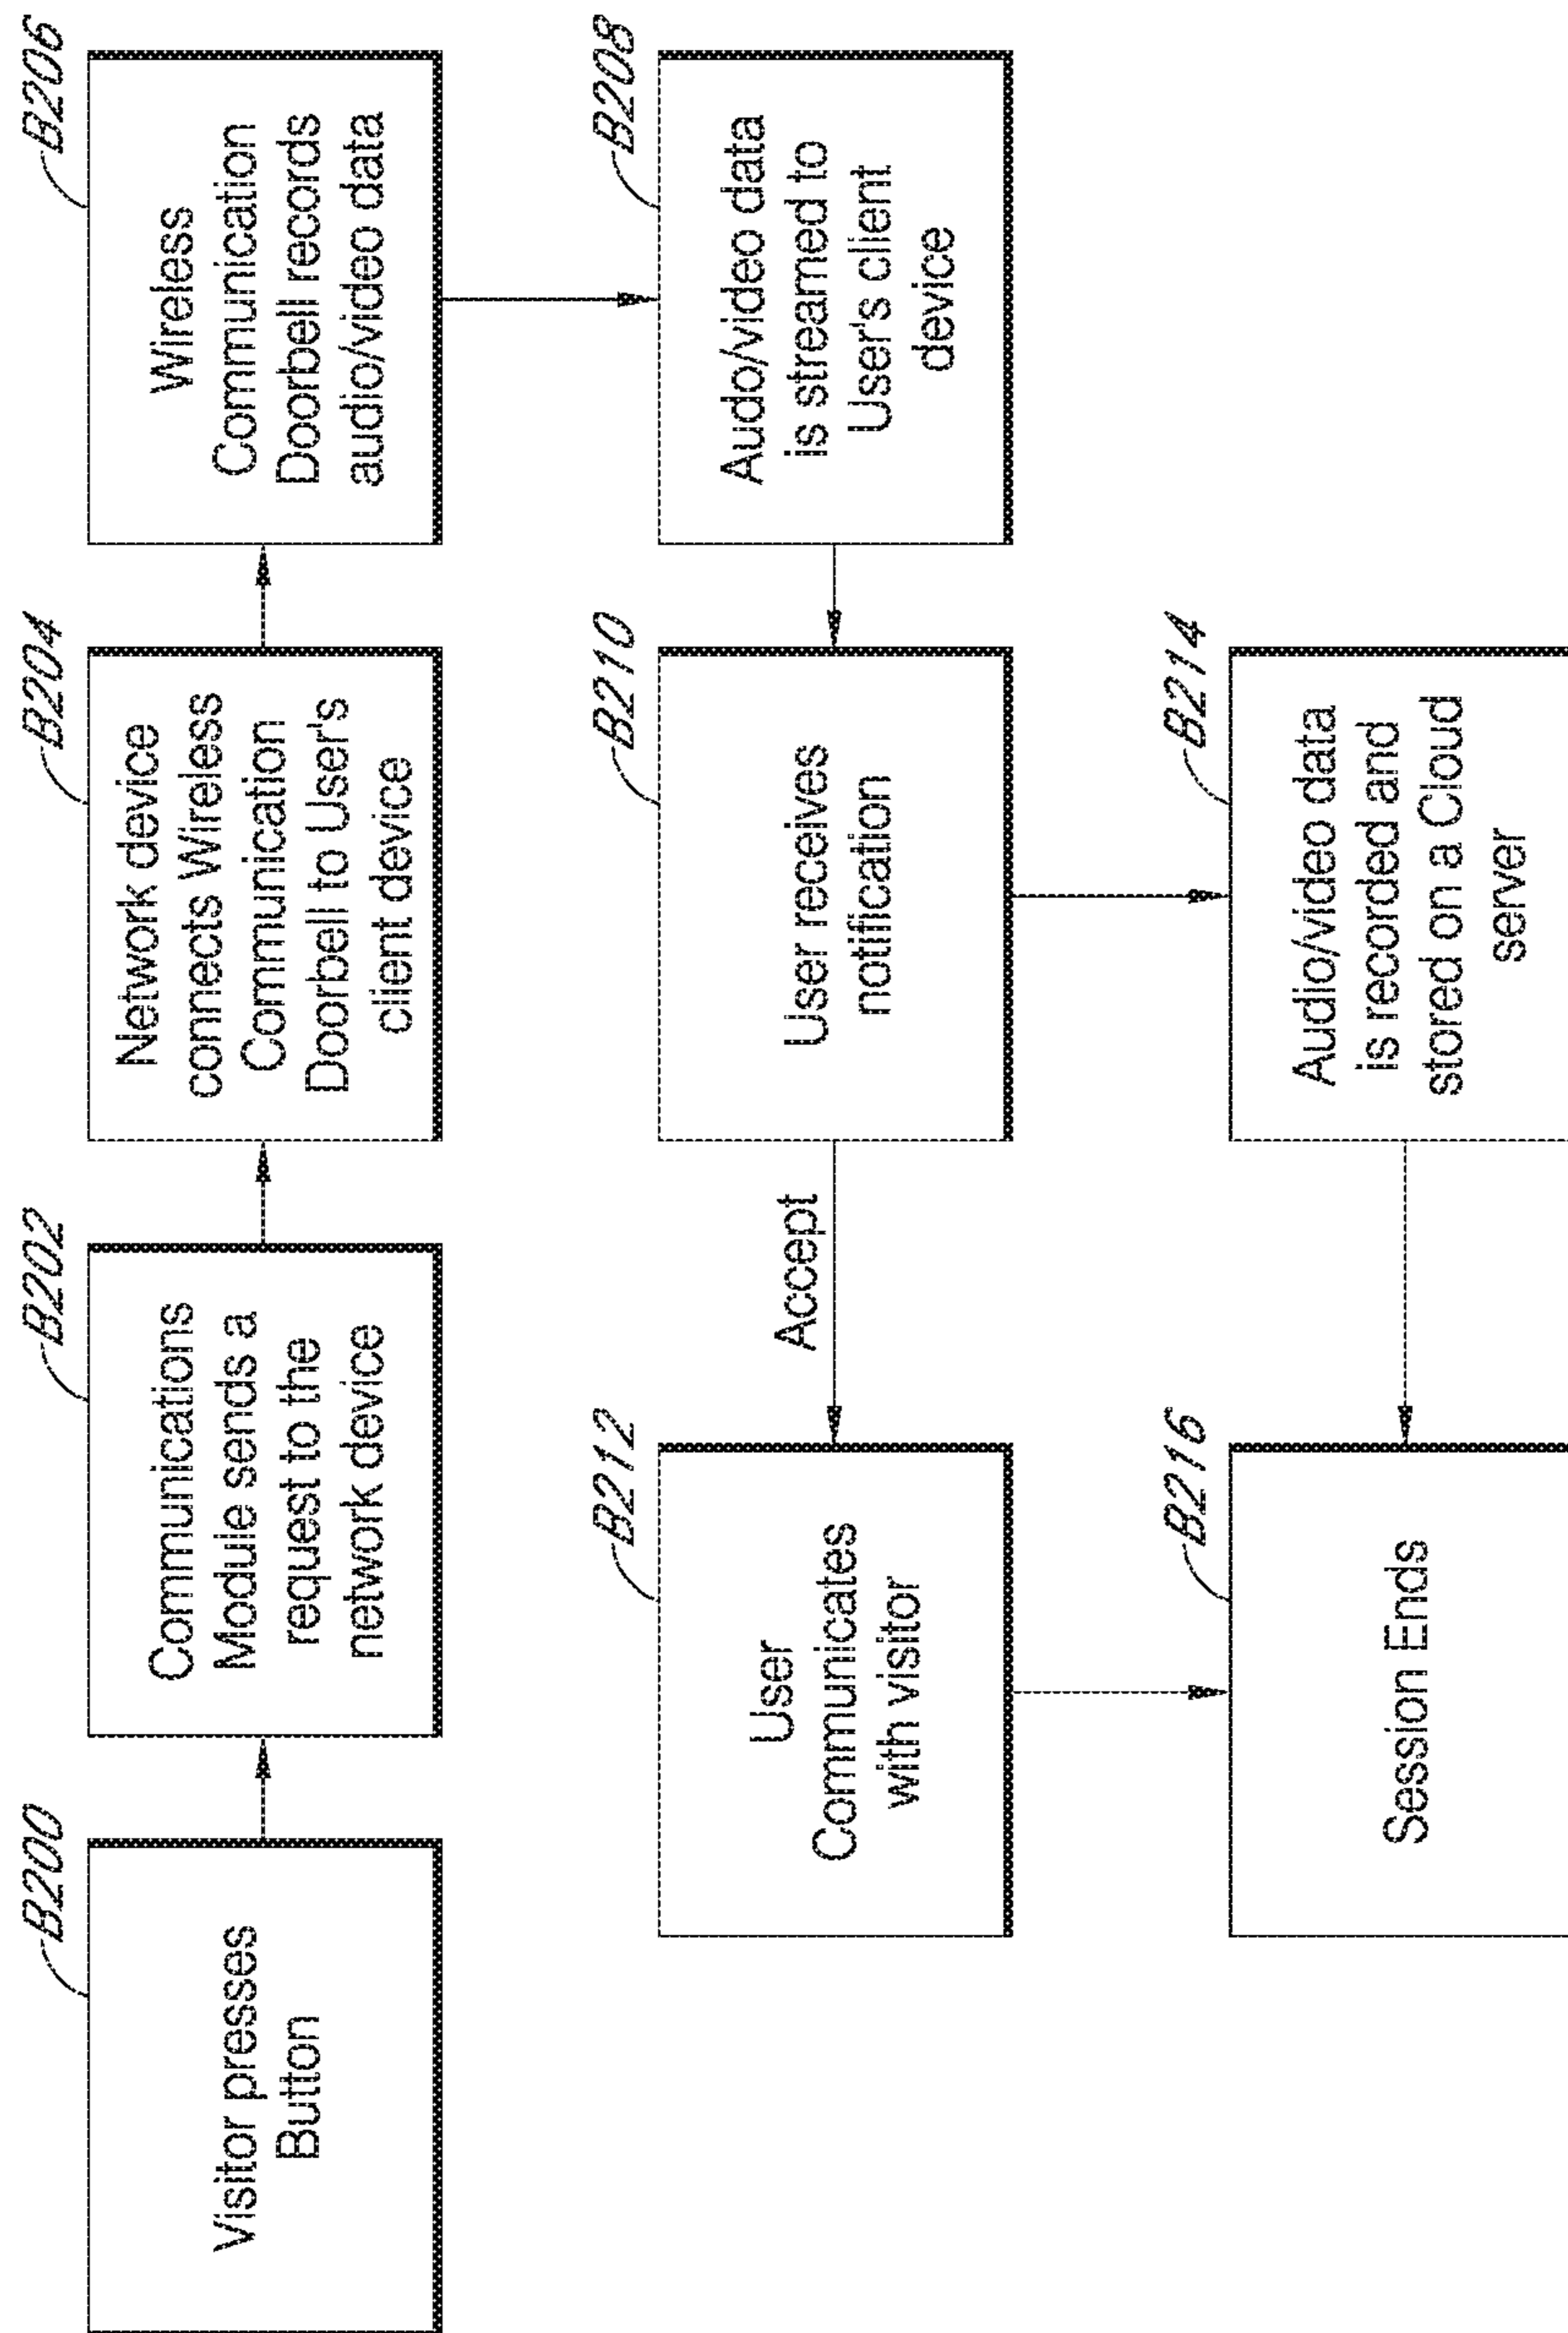 B200
Visitor presses
Button
B202
Communications
Module sends a
request to the
network device
B204
Network device
connects Wireless
Communication
Doorbell to User's
client device
B206
Wireless
Communication
Doorbell records
audio/video data
B208
Audo/video data
is streamed to
User's client
device
B210
User receives
notification
Accept
B212
User
Communicates
with visitor
B214
Audio/video data
is recorded and
stored on a Cloud
server
B216
Session Ends